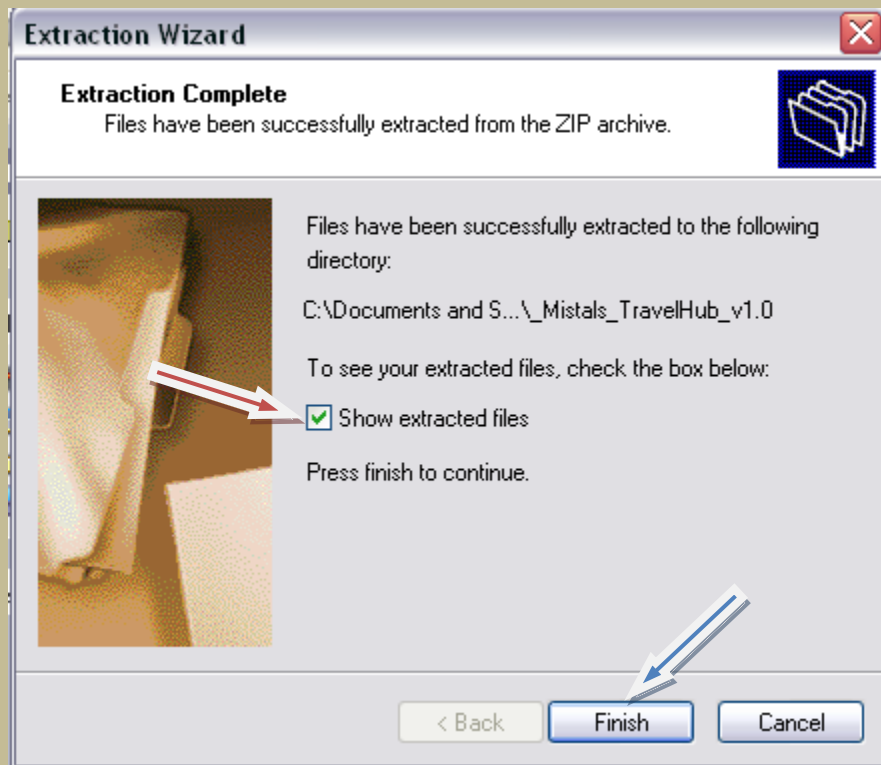 Extraction Wizard
Extraction Complete
Files have been successfully extracted from the ZIP archive.
Files have been successfully extracted to the following
directory:
C:\Documents and S...\_Mistals_TravelHub_v1.0
To see your extracted files, check the box below:
Show extracted files
Press finish to continue.
< Back
Finish
Cancel